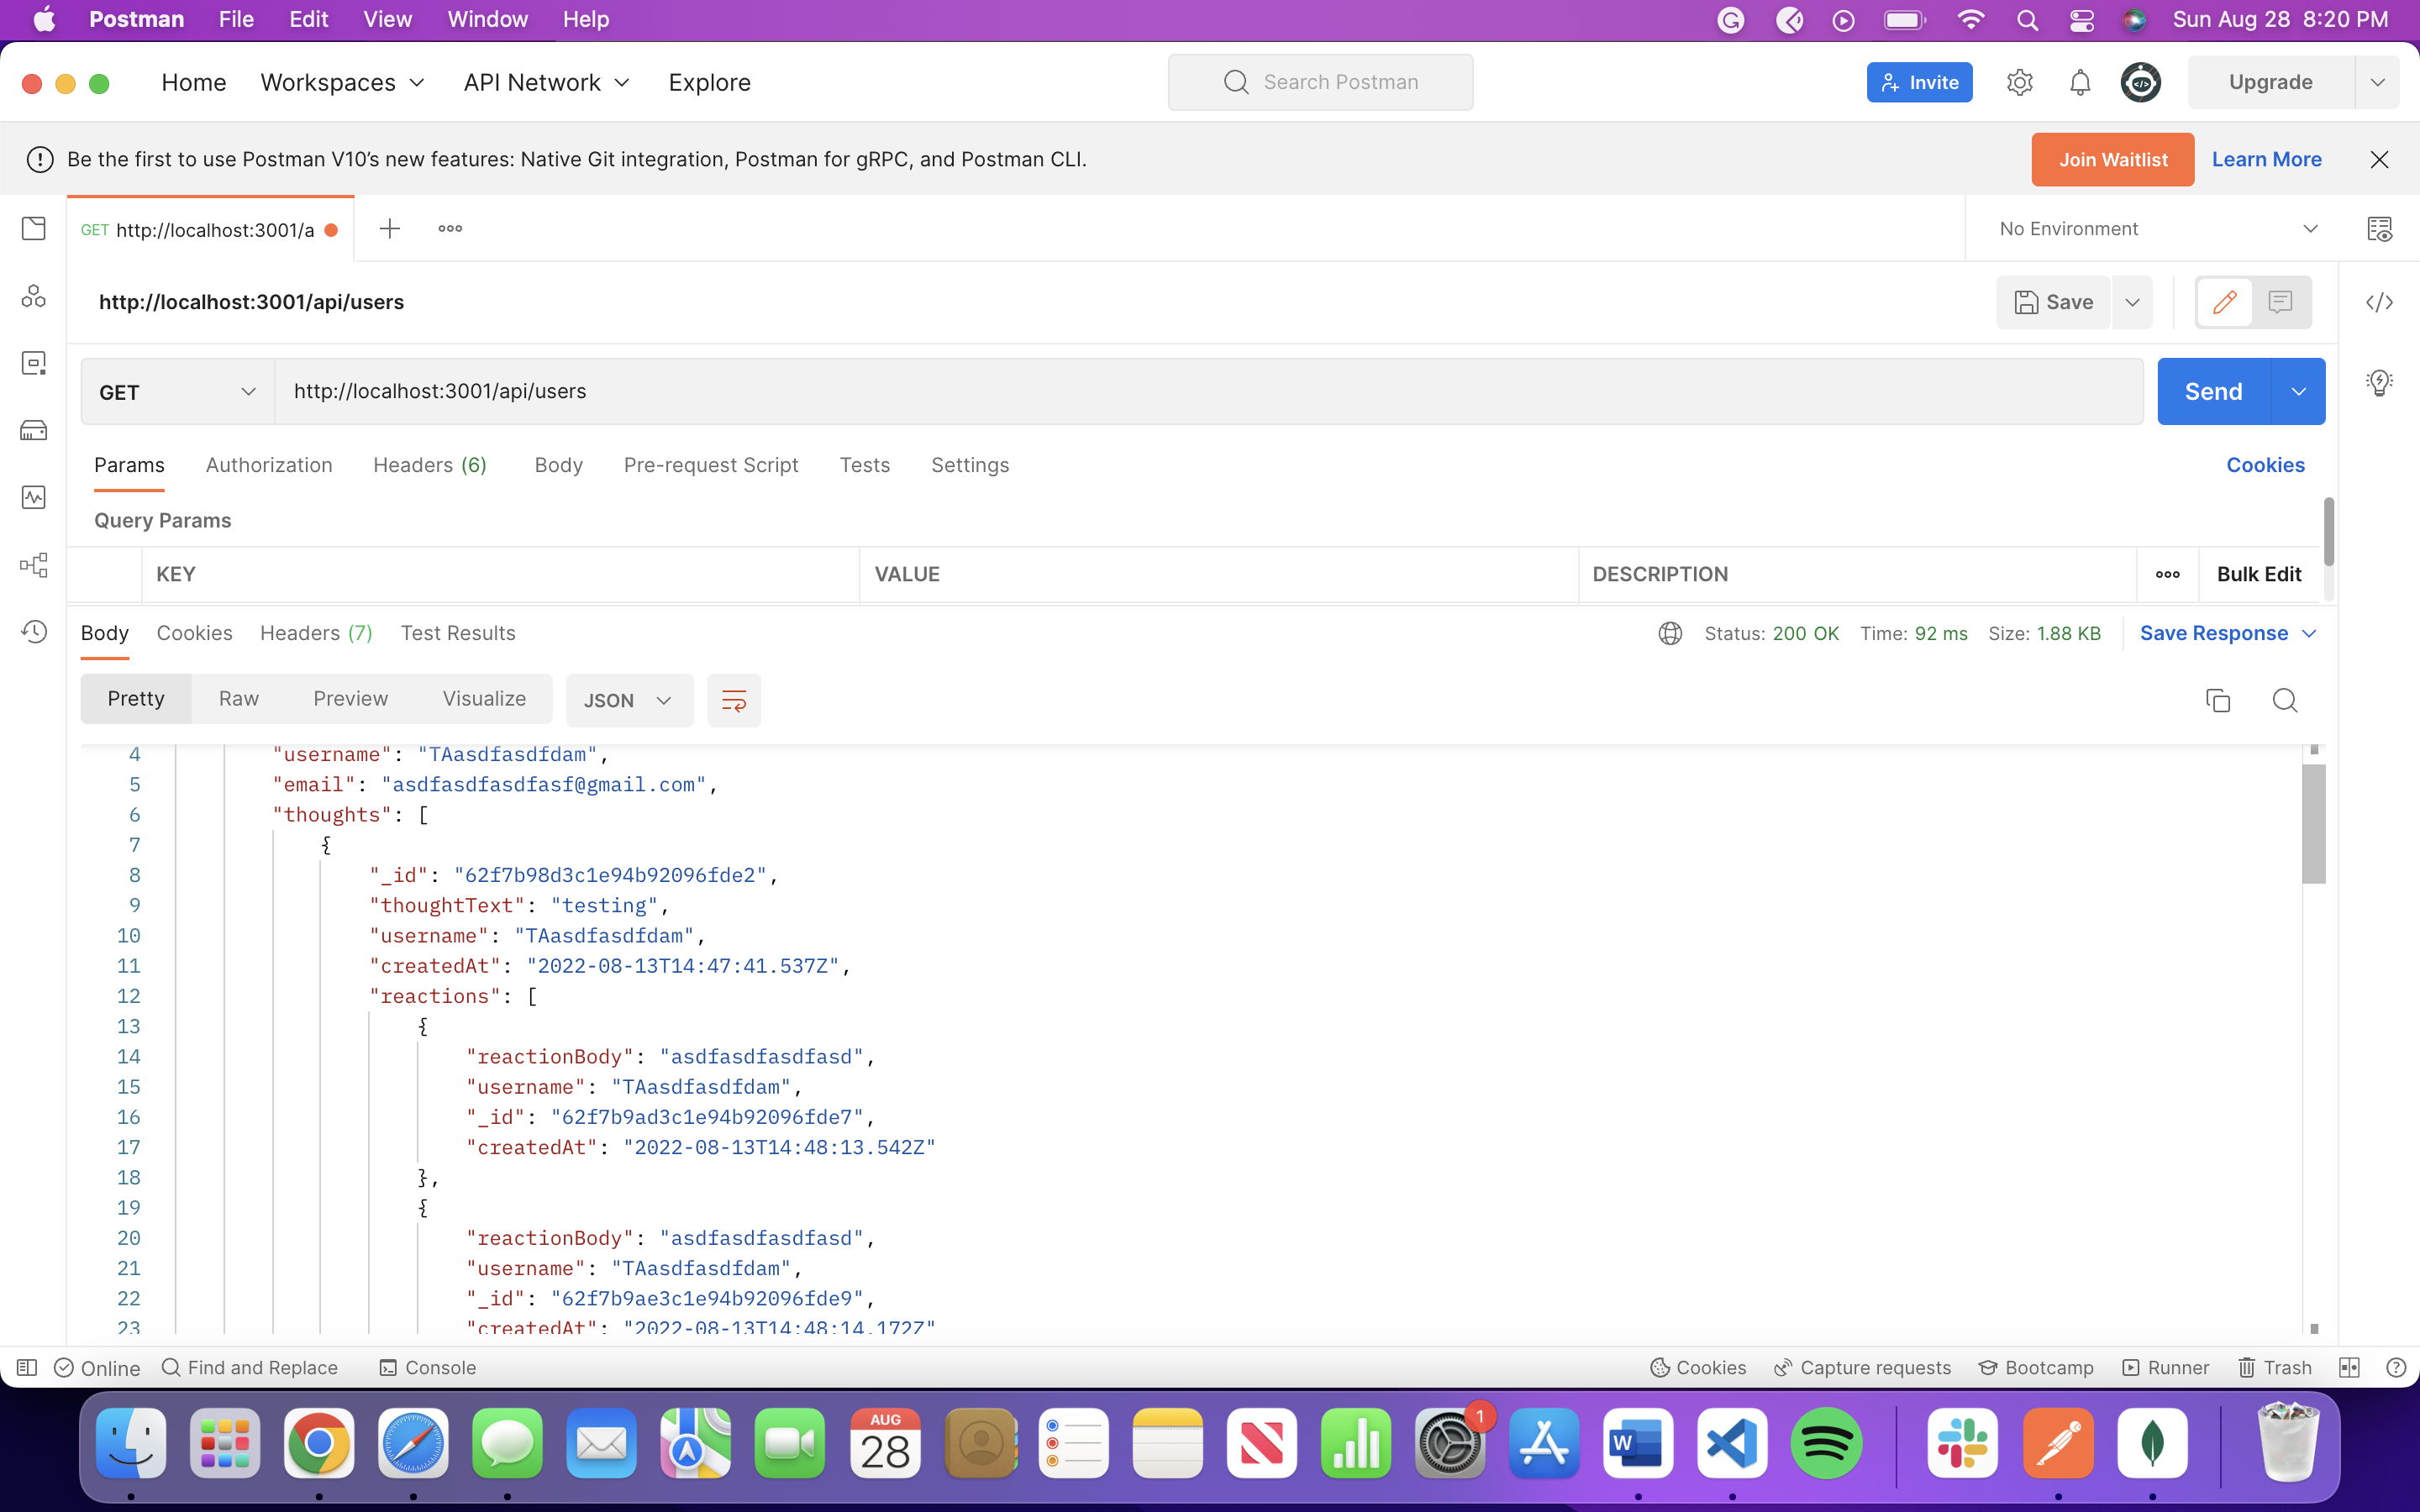 Postman File Edit View Window Help Sun Aug 28 8:20 PM
Home Workspaces API Network Explore Search Postman Invite Upgrade
Be the first to use Postman V10’s new features: Native Git integration, Postman for gRPC, and Postman CLI. Join Waitlist Learn More
GET http://localhost:3001/a No Environment
http://localhost:3001/api/users Save
GET http://localhost:3001/api/users Send
Params Authorization Headers (6) Body Pre-request Script Tests Settings Cookies
Query Params
KEY VALUE DESCRIPTION Bulk Edit
Body Cookies Headers (7) Test Results Status: 200 OK Time: 92 ms Size: 1.88 KB Save Response
Pretty Raw Preview Visualize JSON
4 "username": "TAasdfasdfdam",
5 "email": "asdfasdfasdfasf@gmail.com",
6 "thoughts": [
7 {
8 "_id": "62f7b98d3c1e94b92096fde2",
9 "thoughtText": "testing",
10 "username": "TAasdfasdfdam",
11 "createdAt": "2022-08-13T14:47:41.537Z",
12 "reactions": [
13 {
14 "reactionBody": "asdfasdfasdfasd",
15 "username": "TAasdfasdfdam",
16 "_id": "62f7b9ad3c1e94b92096fde7",
17 "createdAt": "2022-08-13T14:48:13.542Z"
18 },
19 {
20 "reactionBody": "asdfasdfasdfasd",
21 "username": "TAasdfasdfdam",
22 "_id": "62f7b9ae3c1e94b92096fde9",
23 "createdAt": "2022-08-13T14:48:14.172Z"
Online Find and Replace Console Cookies Capture requests Bootcamp Runner Trash
AUG 1
28 W